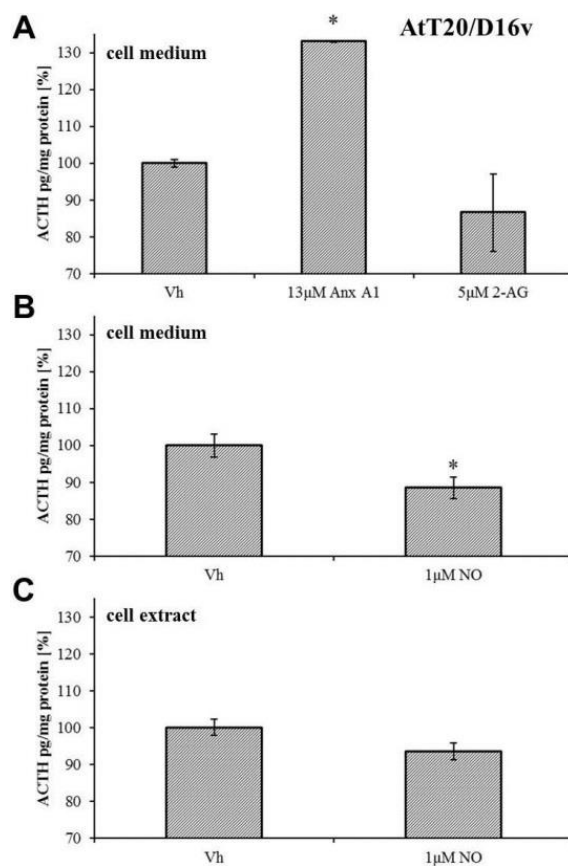 A
AtT20/D16v
cell medium
*
ACTH pg/mg protein [%]
130
120
110
100
90
80
70
Vh
13µM Anx A1
5µM 2-AG
B
cell medium
*
ACTH pg/mg protein [%]
130
120
110
100
90
80
70
Vh
1µM NO
C
cell extract
ACTH pg/mg protein [%]
130
120
110
100
90
80
70
Vh
1µM NO